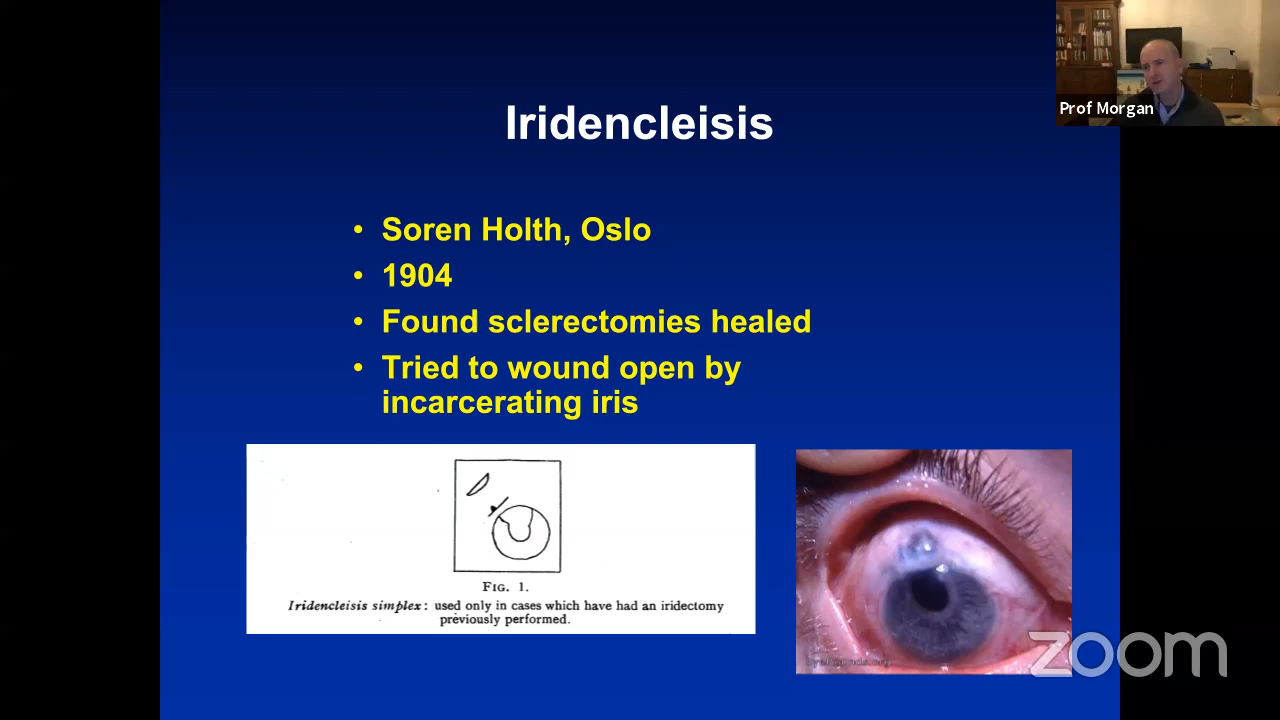 Prof Morgan
Iridencleisis
• Soren Holth, Oslo
• 1904
• Found sclerectomies healed
• Tried to wound open by
incarcerating iris
FIG. 1.
Iridencleisis simplex: used only in cases which have had an iridectomy
previously performed.
zoom